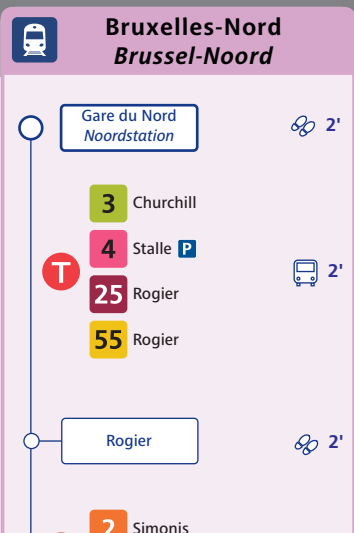 Bruxelles-Nord
Brussel-Noord
Gare du Nord
Noordstation
2'
3 Churchill
4 Stalle P
T
2'
25 Rogier
55 Rogier
Rogier
2'
2 Simonis